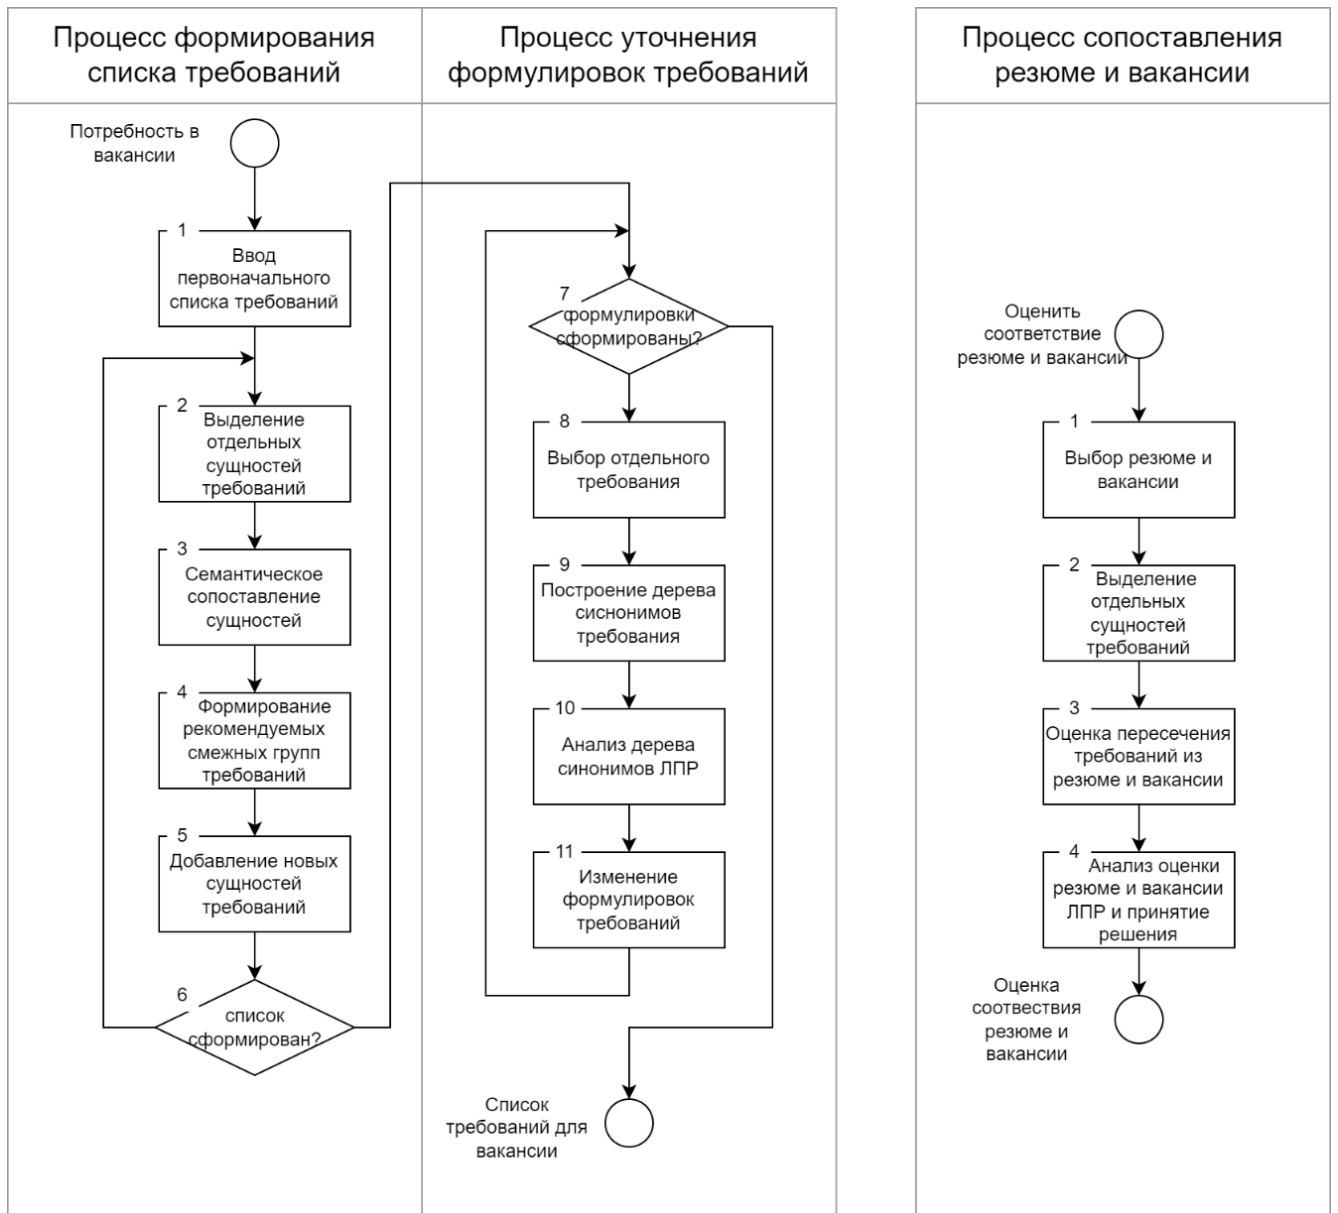 Процесс формирования
списка требований
Потребность в
вакансии
1
Ввод
первоначального
списка требований
2
Выделение
отдельных
сущностей
требований
3
Семантическое
сопоставление
сущностей
4
Формирование
рекомендуемых
смежных групп
требований
5
Добавление новых
сущностей
требований
6
список
сформирован?
Процесс уточнения
формулировок требований
7
формулировки
сформированы?
8
Выбор отдельного
требования
9
Построение дерева
сиснонимов
требования
10
Анализ дерева
синонимов ЛПР
11
Изменение
формулировок
требований
Список
требований для
вакансии
Процесс сопоставления
резюме и вакансии
Оценить
соответствие
резюме и вакансии
1
Выбор резюме и
вакансии
2
Выделение
отдельных
сущностей
требований
3
Оценка пересечения
требований из
резюме и вакансии
4
Анализ оценки
резюме и вакансии
ЛПР и принятие
решения
Оценка
соотвествия
резюме и
вакансии